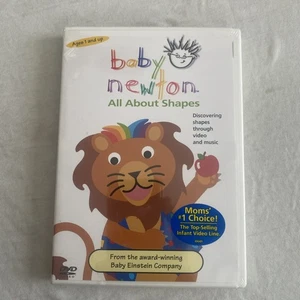 Ages 1 and up
baby
newton
All About Shapes
Discovering
shapes
through
video
and music
Moms'
#1 Choice!
The Top-Selling
Infant Video Line
From the award-winning
Baby Einstein Company
DVD